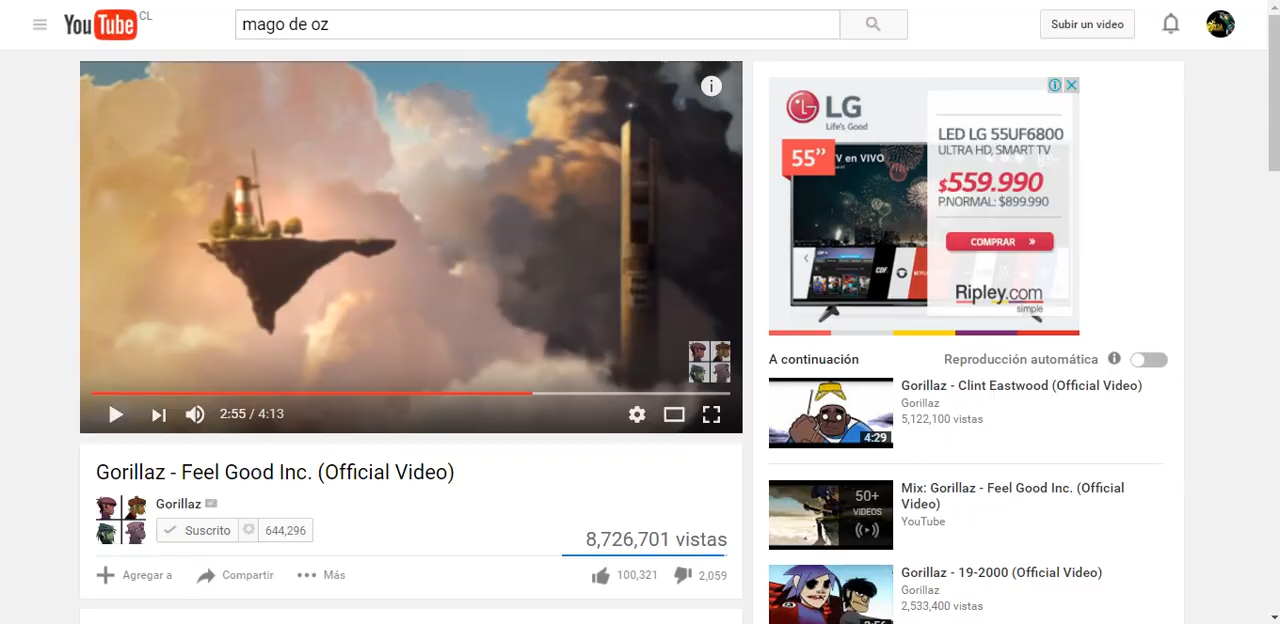 YouTube CL
mago de oz
Subir un video
2:55 / 4:13
Gorillaz - Feel Good Inc. (Official Video)
Gorillaz
Suscrito 644,296
8,726,701 vistas
Agregar a Compartir Más
100,321 2,059
LG
Life's Good
55”
TV en VIVO
LED LG 55UF6800
ULTRA HD, SMART TV
$559.990
P.NORMAL: $899.990
COMPRAR »
Ripley.com
simple
A continuación Reproducción automática
Gorillaz - Clint Eastwood (Official Video)
Gorillaz
5,122,100 vistas
4:29
Mix: Gorillaz - Feel Good Inc. (Official
Video)
YouTube
50+
VIDEOS
Gorillaz - 19-2000 (Official Video)
Gorillaz
2,533,400 vistas